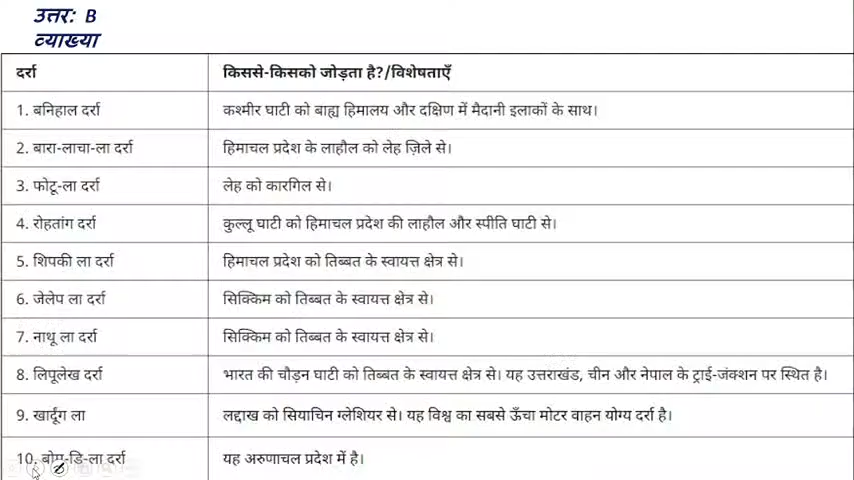 उत्तर: B
व्याख्या
दर्रा किससे-किसको जोड़ता है?/विशेषताएँ
1. बनिहाल दर्रा कश्मीर घाटी को बाह्य हिमालय और दक्षिण में मैदानी इलाकों के साथ।
2. बारा-लाचा-ला दर्रा हिमाचल प्रदेश के लाहौल को लेह ज़िले से।
3. फोटू-ला दर्रा लेह को कारगिल से।
4. रोहतांग दर्रा कुल्लू घाटी को हिमाचल प्रदेश की लाहौल और स्पीति घाटी से।
5. शिपकी ला दर्रा हिमाचल प्रदेश को तिब्बत के स्वायत्त क्षेत्र से।
6. जेलेप ला दर्रा सिक्किम को तिब्बत के स्वायत्त क्षेत्र से।
7. नाथू ला दर्रा सिक्किम को तिब्बत के स्वायत्त क्षेत्र से।
8. लिपूलेख दर्रा भारत की चौड़न घाटी को तिब्बत के स्वायत्त क्षेत्र से। यह उत्तराखंड, चीन और नेपाल के ट्राई-जंक्शन पर स्थित है।
9. खार्दूंग ला लद्दाख को सियाचिन ग्लेशियर से। यह विश्व का सबसे ऊँचा मोटर वाहन योग्य दर्रा है।
10. बोम-डि-ला दर्रा यह अरुणाचल प्रदेश में है।